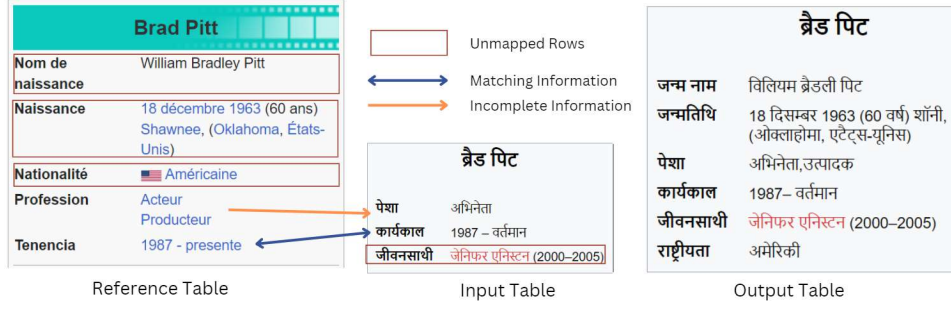 Brad Pitt
Nom de
naissance
William Bradley Pitt
Naissance
18 décembre 1963 (60 ans)
Shawnee, (Oklahoma, États-
Unis)
Nationalité
Américaine
Profession
Acteur
Producteur
Tenencia
1987 - presente
Reference Table
Unmapped Rows
Matching Information
Incomplete Information
ब्रैड पिट
पेशा अभिनेता
कार्यकाल 1987 – वर्तमान
जीवनसाथी जेनिफर एनिस्टन (2000–2005)
Input Table
ब्रैड पिट
जन्म नाम विलियम ब्रैडली पिट
जन्मतिथि 18 दिसम्बर 1963 (60 वर्ष) शॉनी,
(ओक्लाहोमा, एटैट्स-यूनिस)
पेशा अभिनेता,उत्पादक
कार्यकाल 1987– वर्तमान
जीवनसाथी जेनिफर एनिस्टन (2000–2005)
राष्ट्रीयता अमेरिकी
Output Table